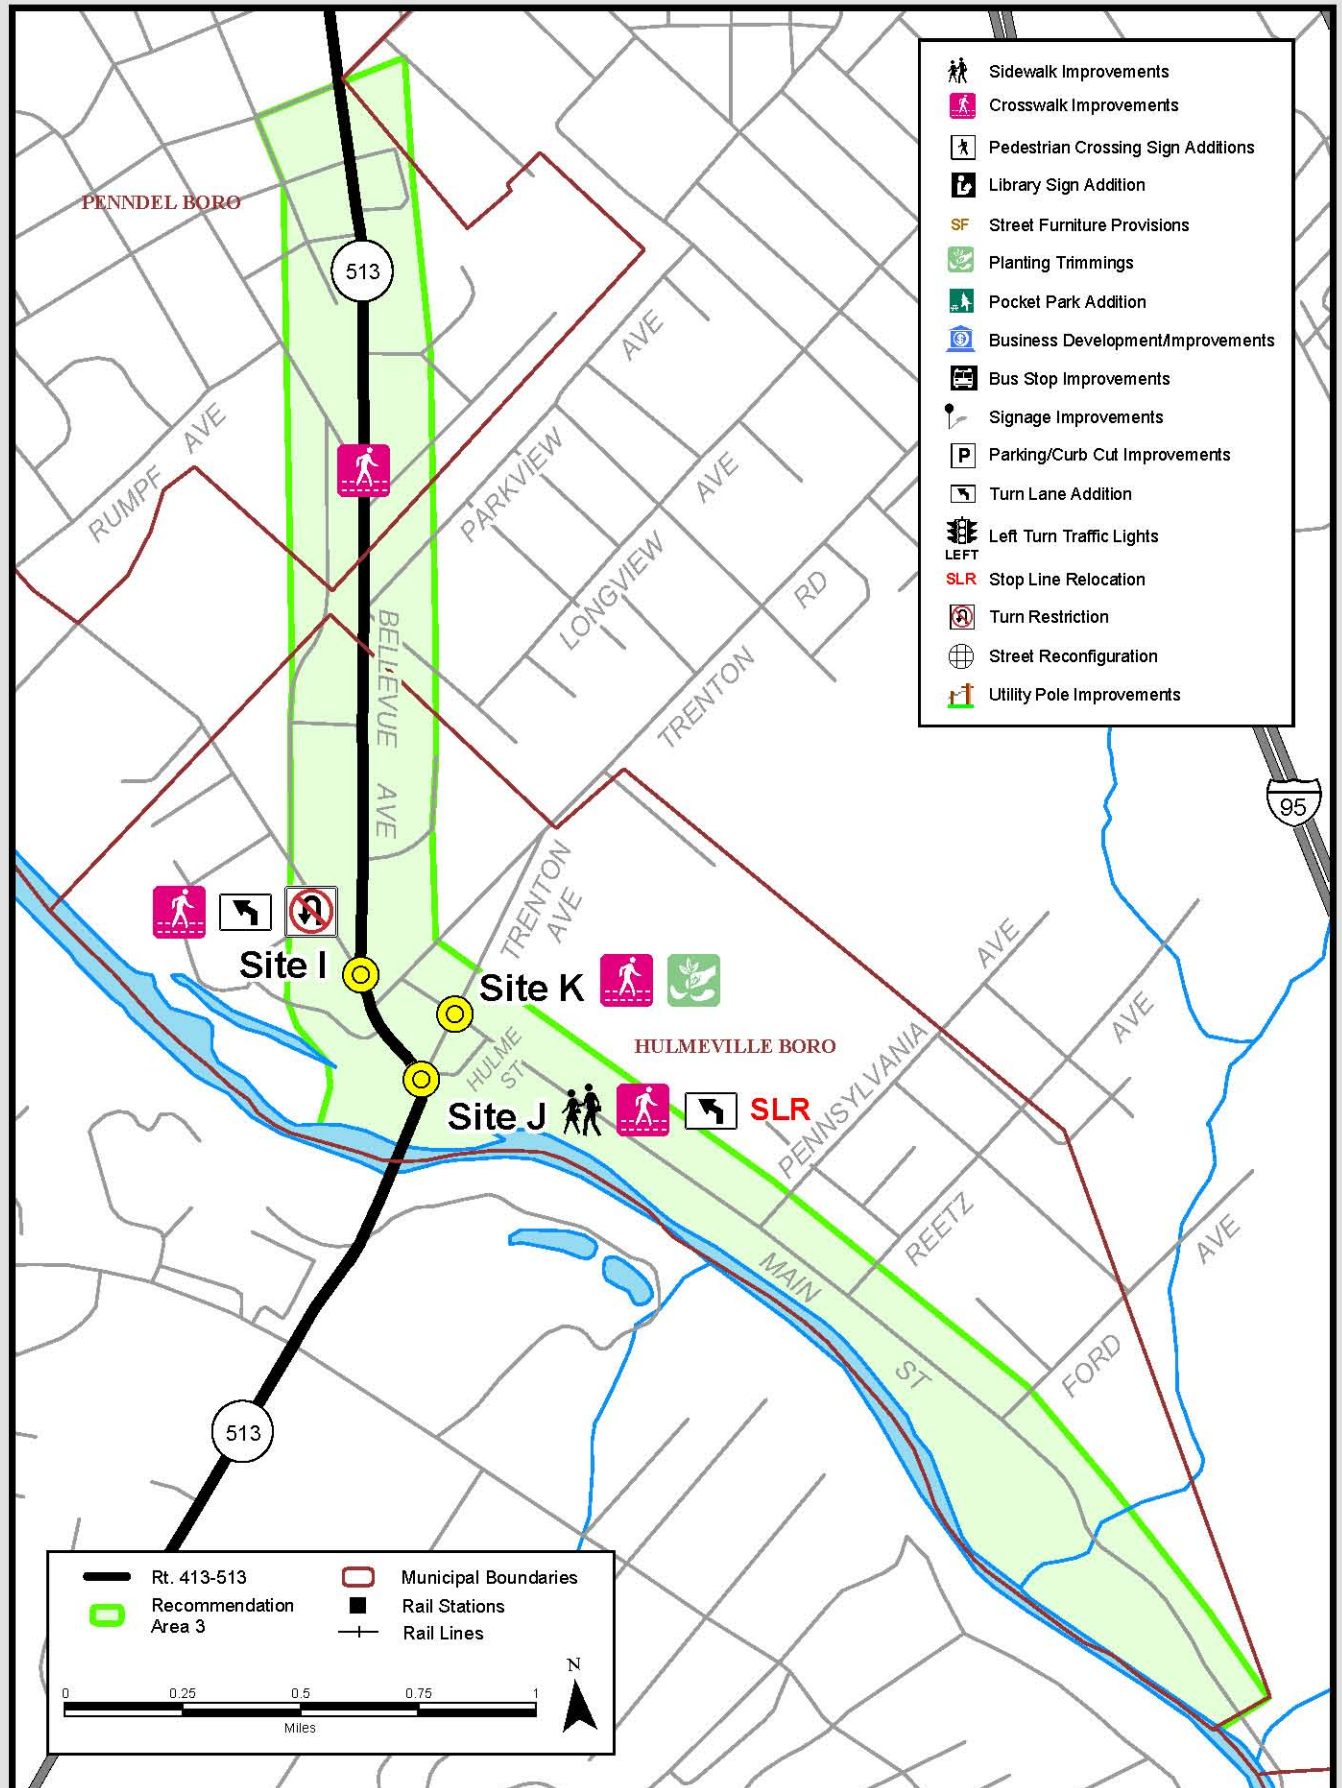 Sidewalk Improvements
Crosswalk Improvements
Pedestrian Crossing Sign Additions
Library Sign Addition
SF Street Furniture Provisions
Planting Trimmings
Pocket Park Addition
Business Development/Improvements
Bus Stop Improvements
Signage Improvements
P Parking/Curb Cut Improvements
Turn Lane Addition
Left Turn Traffic Lights
LEFT
SLR Stop Line Relocation
Turn Restriction
Street Reconfiguration
Utility Pole Improvements
PENNDEL BORO
513
RUMPF AVE
PARKVIEW AVE
LONGVIEW AVE
TRENTON RD
BELLEVUE AVE
95
TRENTON
AVE
Site I
Site K
HULME
ST
HULMEVILLE BORO
Site J
SLR
PENNSYLVANIA AVE
REETZ AVE
MAIN ST
FORD AVE
513
Rt. 413-513
Recommendation
Area 3
Municipal Boundaries
Rail Stations
Rail Lines
N
0 0.25 0.5 0.75 1
Miles